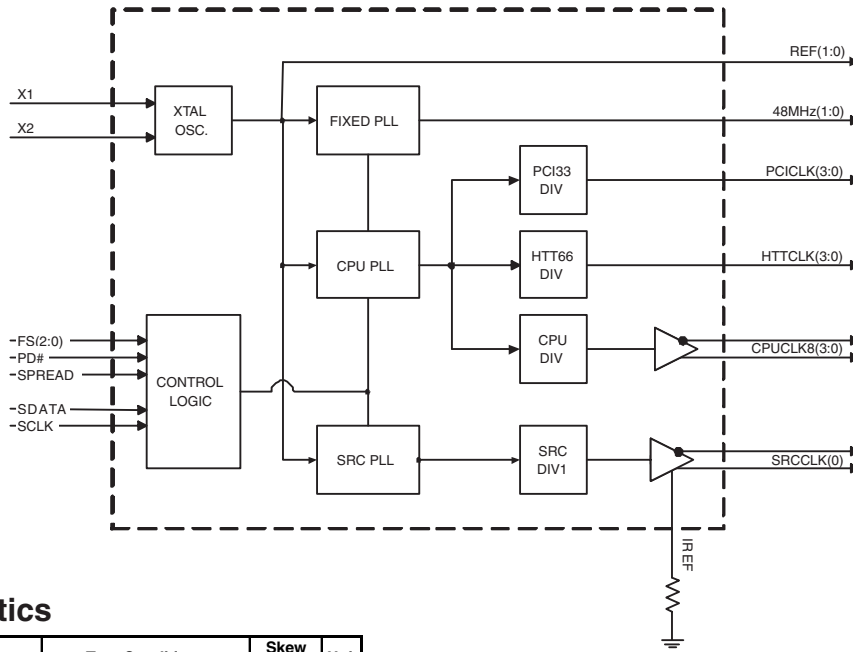 REF(1:0)
X1
XTAL
OSC.
X2
FIXED PLL
48MHz(1:0)
PCI33
DIV
PCICLK(3:0)
CPU PLL
HTT66
DIV
HTTCLK(3:0)
FS(2:0)
PD#
SPREAD
SDATA
SCLK
CONTROL
LOGIC
CPU
DIV
CPUCLK8(3:0)
SRC PLL
SRC
DIV1
SRCCLK(0)
IREF
tics
Skew